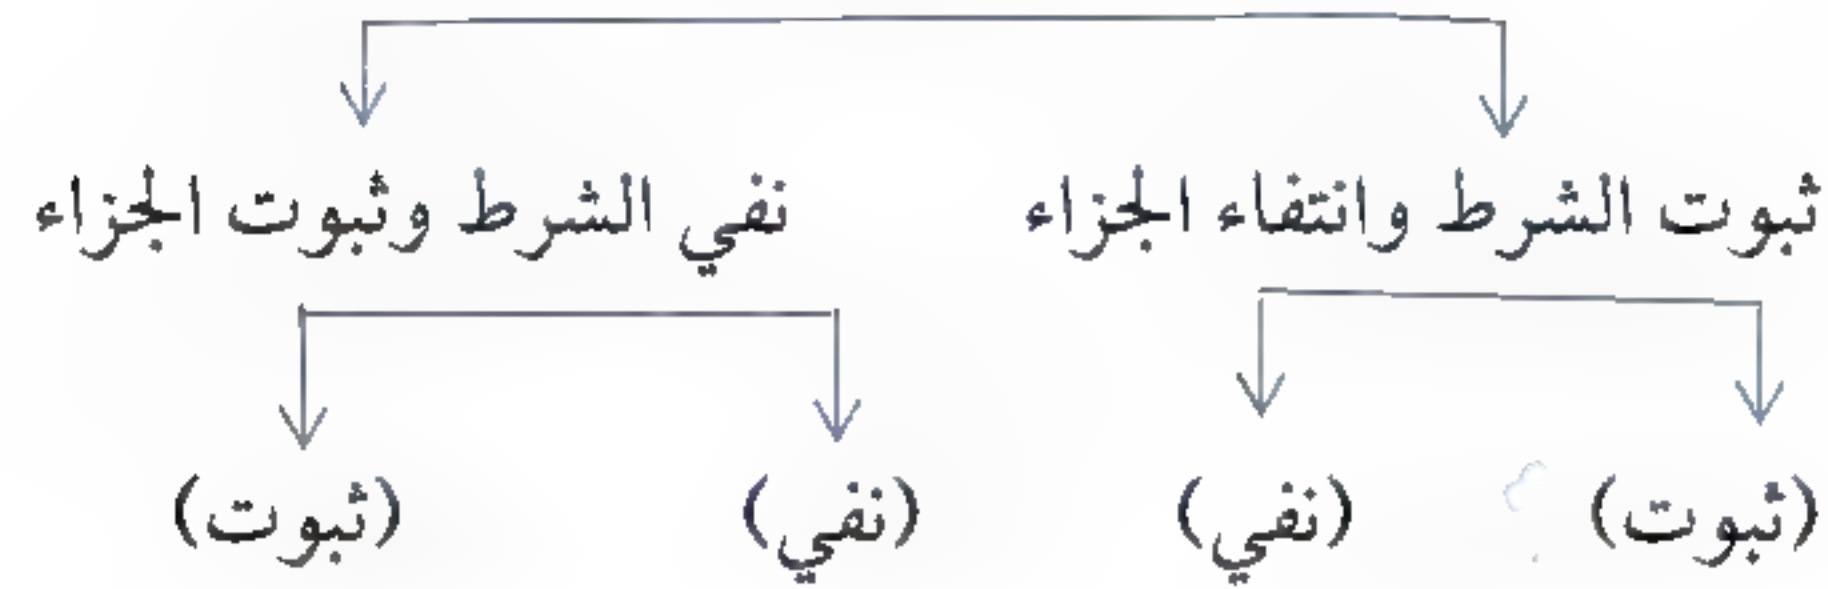 ثبوت الشرط وانتفاء الجزاء نفي الشرط وثبوت الجزاء
(ثبوت) (نفي) (نفي) (ثبوت)